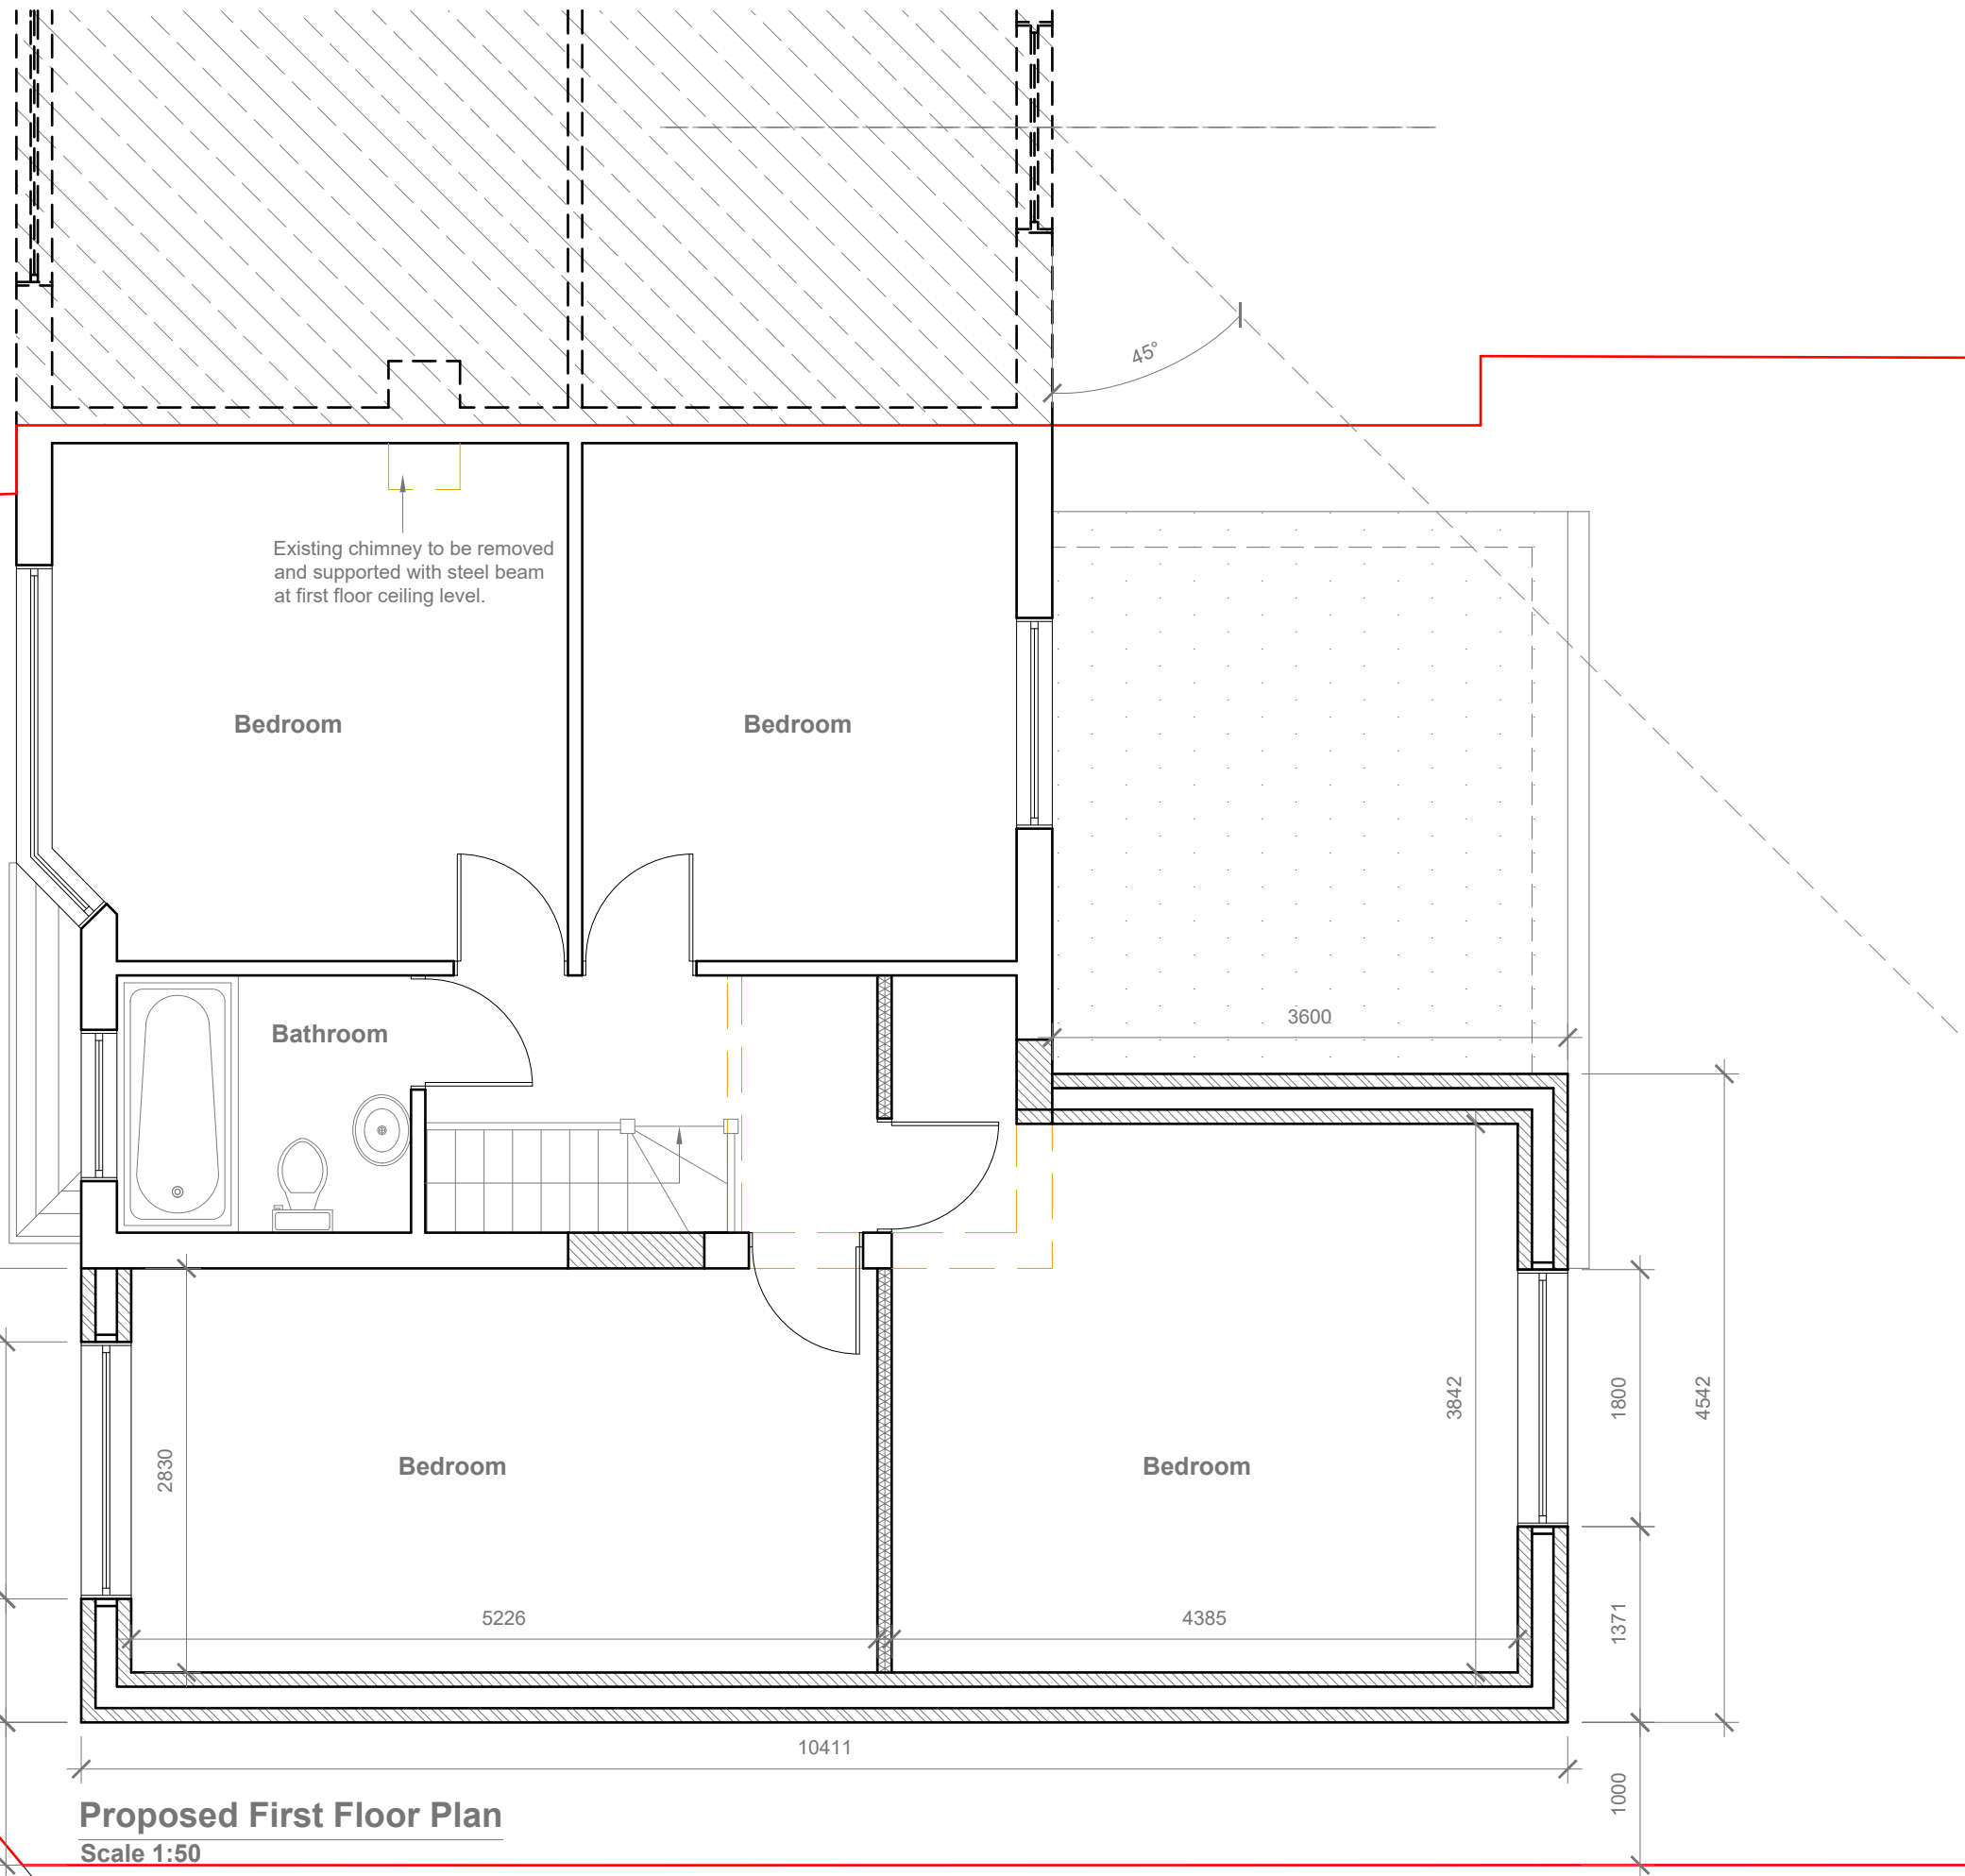 45°
Existing chimney to be removed
and supported with steel beam
at first floor ceiling level.
Bedroom
Bedroom
3600
Bathroom
2830
Bedroom
Bedroom
3842
1800
4542
5226
4385
1371
10411
1000
Proposed First Floor Plan
Scale 1:50